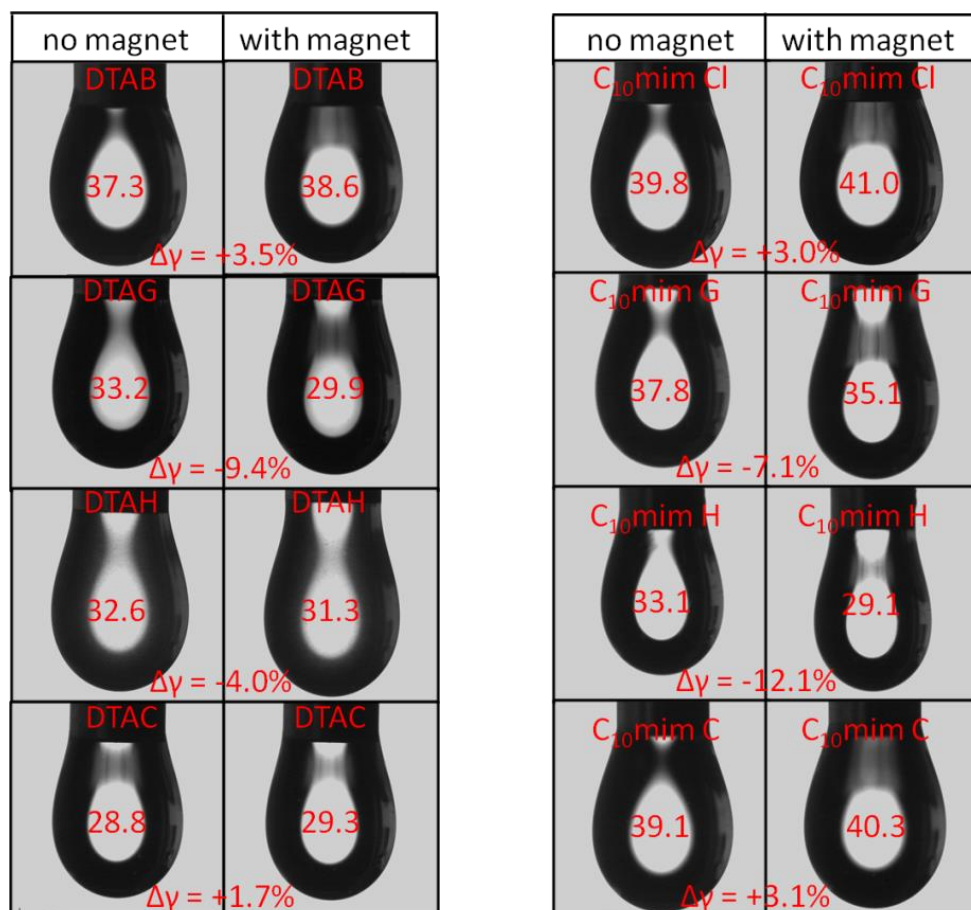 no magnet with magnet
DTAB DTAB
37.3 38.6
Δγ = +3.5%
DTAG DTAG
33.2 29.9
Δγ = -9.4%
DTAH DTAH
32.6 31.3
Δγ = -4.0%
DTAC DTAC
28.8 29.3
Δγ = +1.7%
no magnet with magnet
C₁₀mim Cl C₁₀mim Cl
39.8 41.0
Δγ = +3.0%
C₁₀mim G C₁₀mim G
37.8 35.1
Δγ = -7.1%
C₁₀mim H C₁₀mim H
33.1 29.1
Δγ = -12.1%
C₁₀mim C C₁₀mim C
39.1 40.3
Δγ = +3.1%